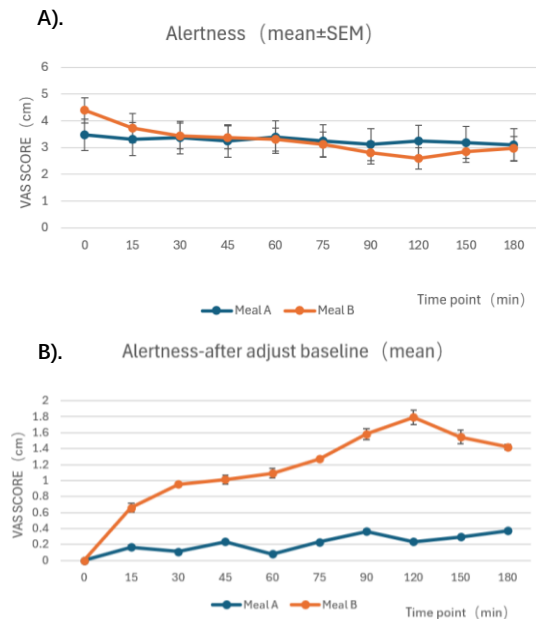 A).
Alertness（mean±SEM）
6
5
4
3
2
1
0
VAS SCORE（cm）
0 15 30 45 60 75 90 120 150 180
Time point（min）
Meal A Meal B
B).
Alertness-after adjust baseline（mean）
2
1.8
1.6
1.4
1.2
1
0.8
0.6
0.4
0.2
0
VAS SCORE（cm）
0 15 30 45 60 75 90 120 150 180
Meal A Meal B
Time point（min）